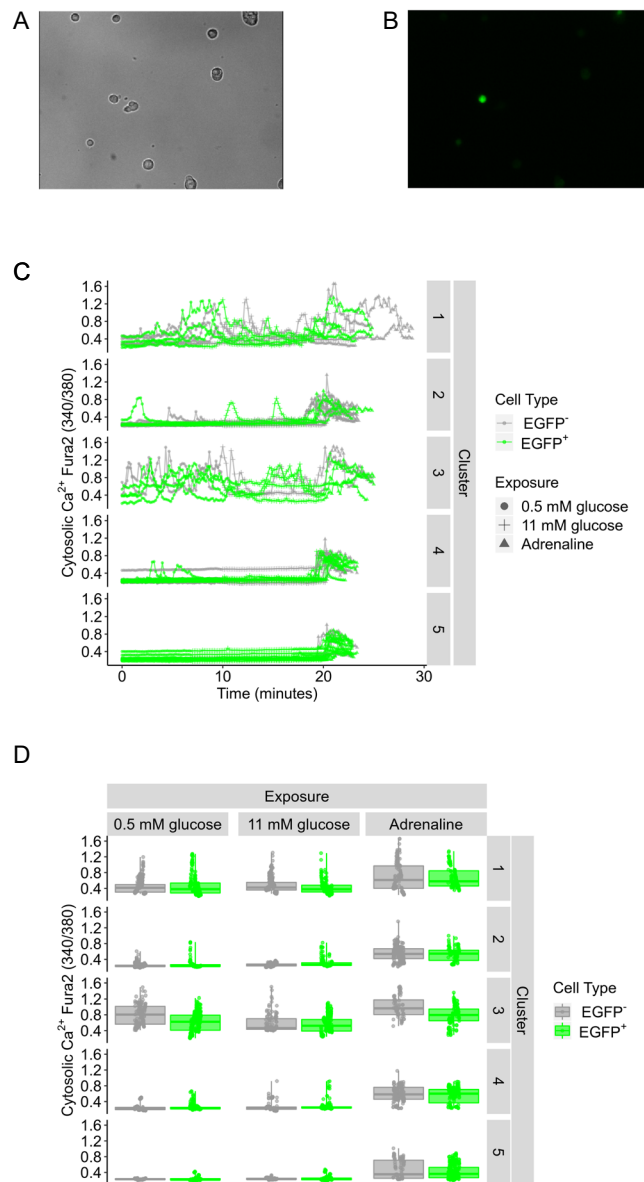 A
B
C
1.6
1.2
0.8
0.4
1
1.6
1.2
0.8
0.4
2
1.6
1.2
0.8
0.4
3
1.6
1.2
0.8
0.4
4
1.6
1.2
0.8
0.4
5
Cluster
Cytosolic Ca²⁺ Fura2 (340/380)
0 10 20 30
Time (minutes)
Cell Type
EGFP⁻
EGFP⁺
Exposure
0.5 mM glucose
11 mM glucose
Adrenaline
D
Exposure
0.5 mM glucose 11 mM glucose Adrenaline
1.6
1.2
0.8
0.4
1
1.6
1.2
0.8
0.4
2
1.6
1.2
0.8
0.4
3
1.6
1.2
0.8
0.4
4
1.6
1.2
0.8
0.4
5
Cluster
Cytosolic Ca²⁺ Fura2 (340/380)
Cell Type
EGFP⁻
EGFP⁺